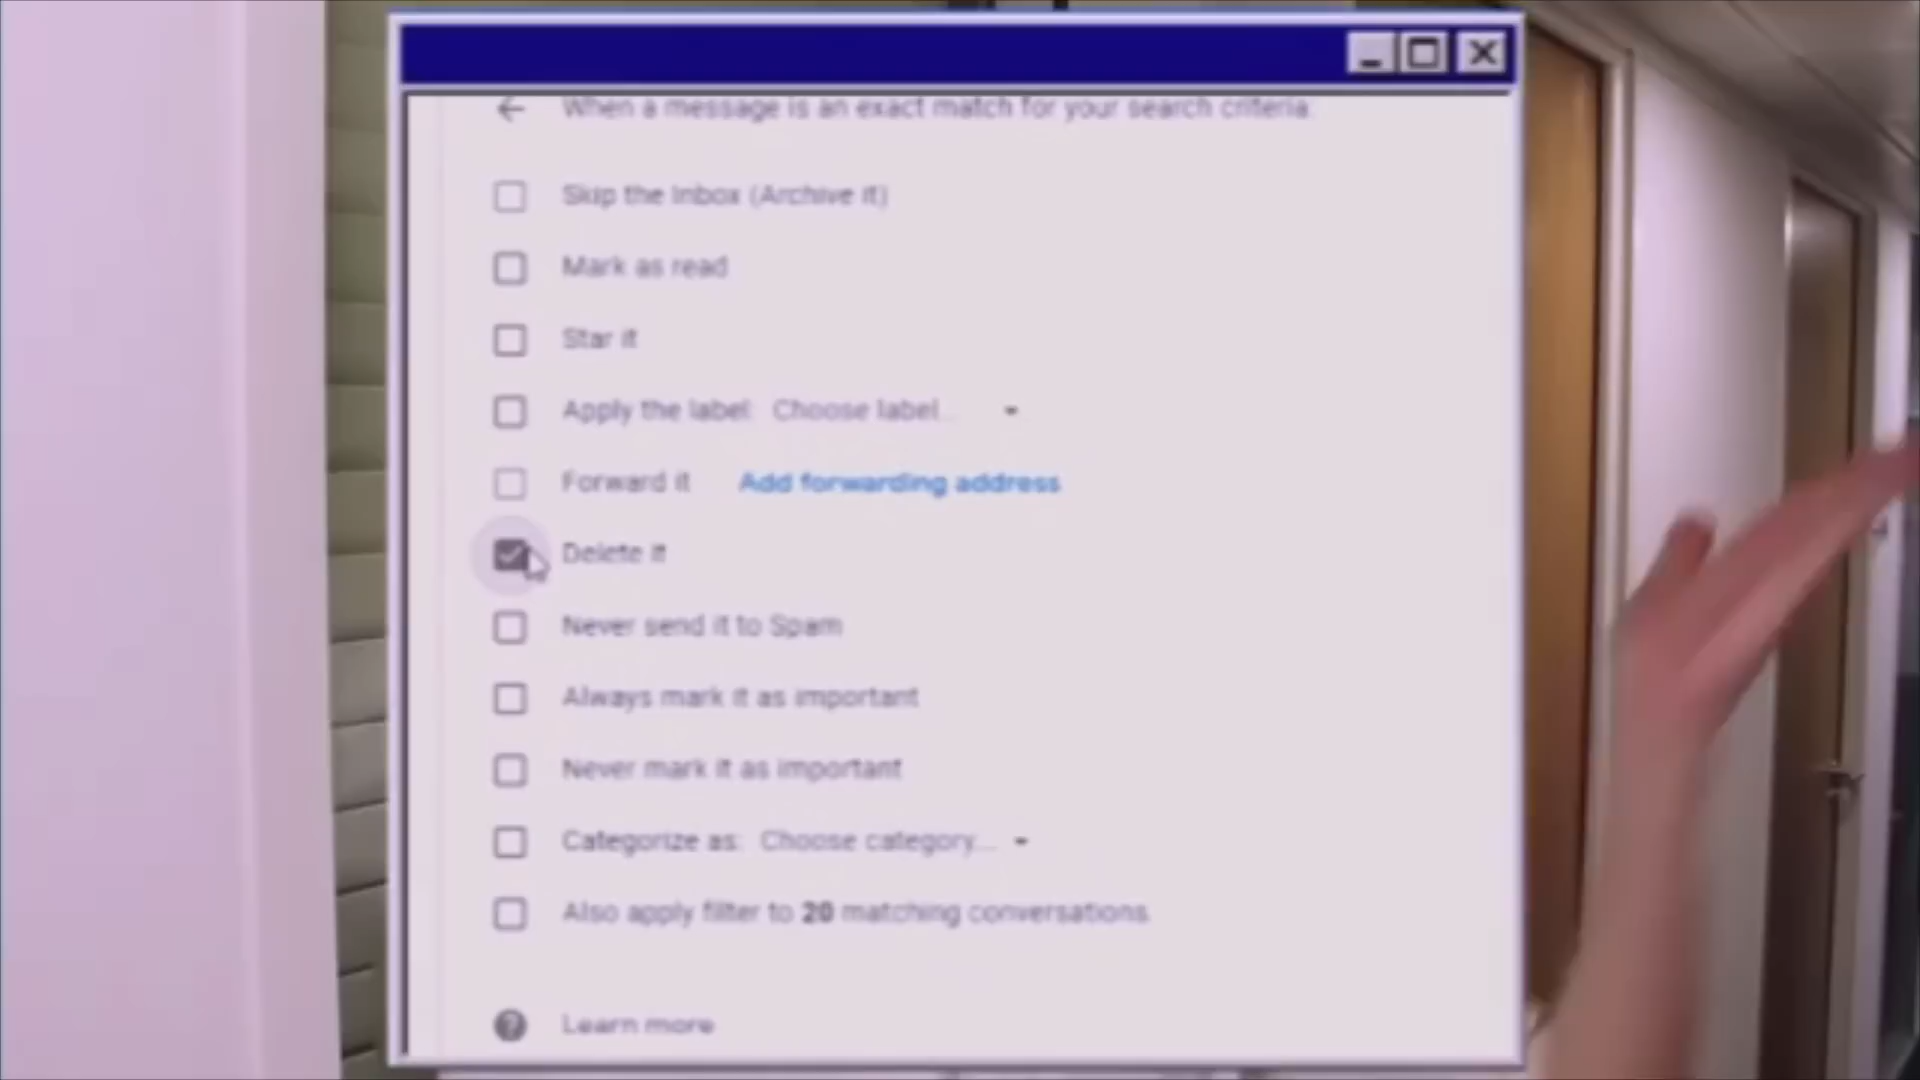 When a message is an exact match for your search criteria:
Skip the Inbox (Archive it)
Mark as read
Star it
Apply the label: Choose label...
Forward it Add forwarding address
Delete it
Never send it to Spam
Always mark it as important
Never mark it as important
Categorize as: Choose category...
Also apply filter to 20 matching conversations.
Learn more